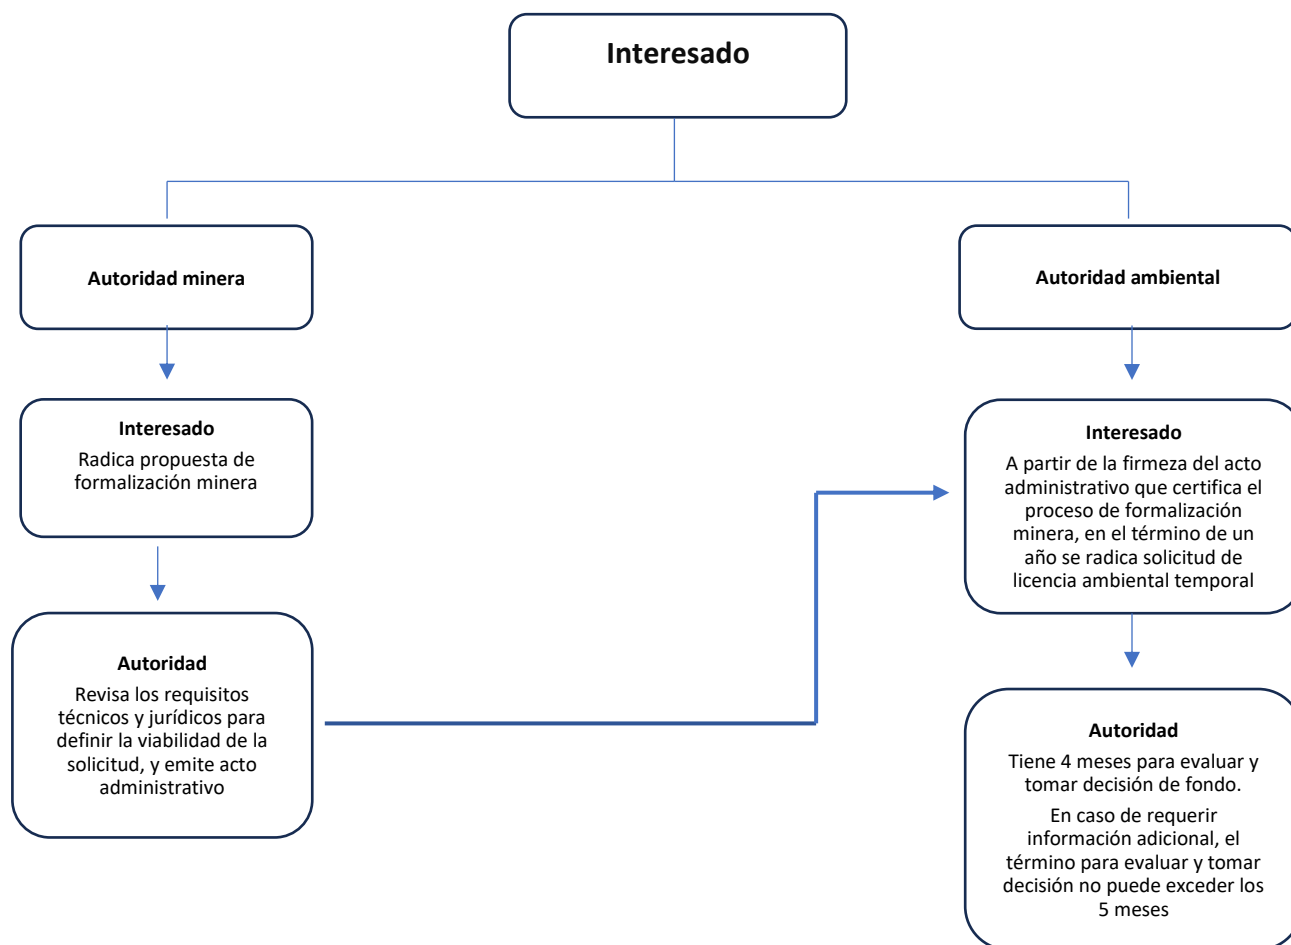 Interesado
Autoridad minera
Interesado
Radica propuesta de
formalización minera
Autoridad
Revisa los requisitos
técnicos y jurídicos para
definir la viabilidad de la
solicitud, y emite acto
administrativo
Autoridad ambiental
Interesado
A partir de la firmeza del acto
administrativo que certifica el
proceso de formalización
minera, en el término de un
año se radica solicitud de
licencia ambiental temporal
Autoridad
Tiene 4 meses para evaluar y
tomar decisión de fondo.
En caso de requerir
información adicional, el
término para evaluar y tomar
decisión no puede exceder los
5 meses